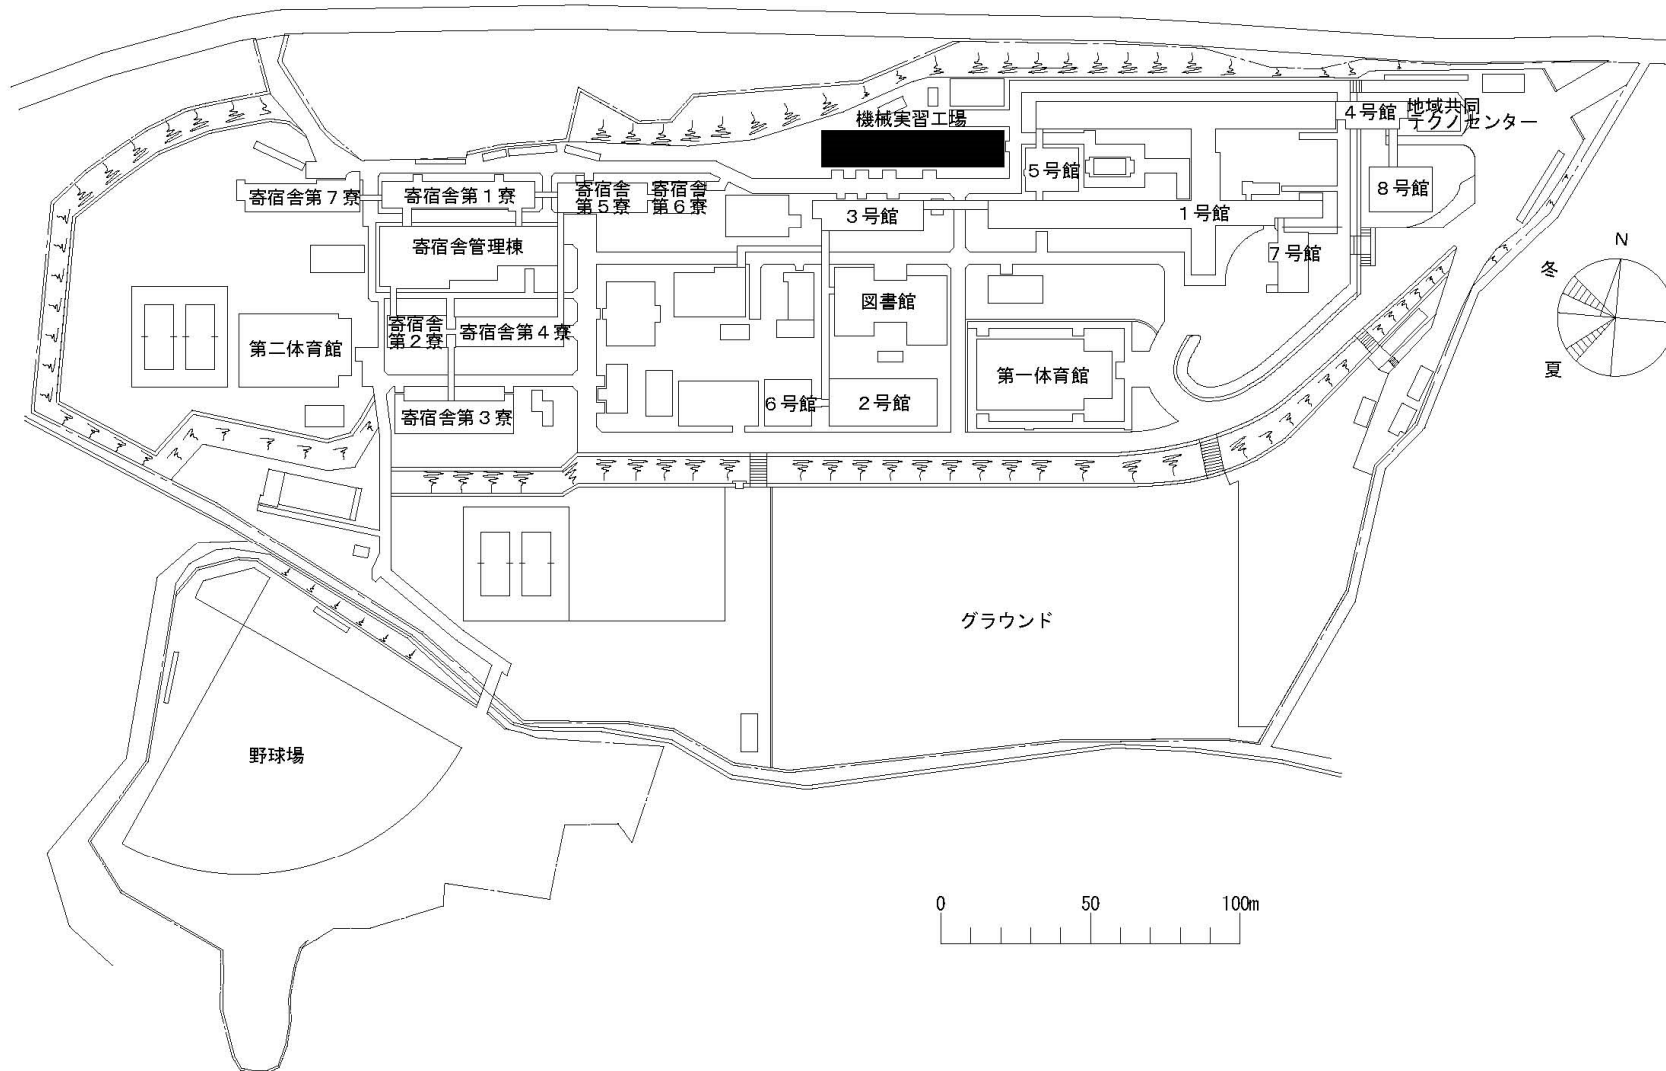 機械実習工場
4号館
地域共同
テクノセンター
5号館
8号館
寄宿舎第7寮
寄宿舎第1寮
寄宿舎
第5寮
寄宿舎
第6寮
3号館
1号館
7号館
寄宿舎管理棟
N
冬
夏
図書館
寄宿舎
第2寮
寄宿舎第4寮
第二体育館
第一体育館
寄宿舎第3寮
6号館
2号館
グラウンド
野球場
0 50 100m